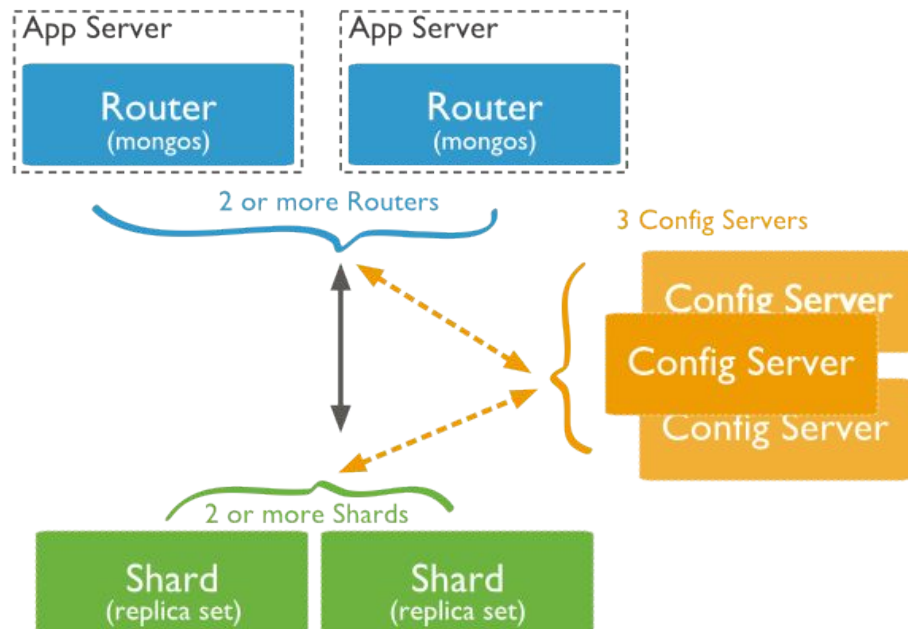 App Server
App Server
Router
(mongos)
Router
(mongos)
2 or more Routers
3 Config Servers
Config Server
Config Server
Config Server
2 or more Shards
Shard
(replica set)
Shard
(replica set)